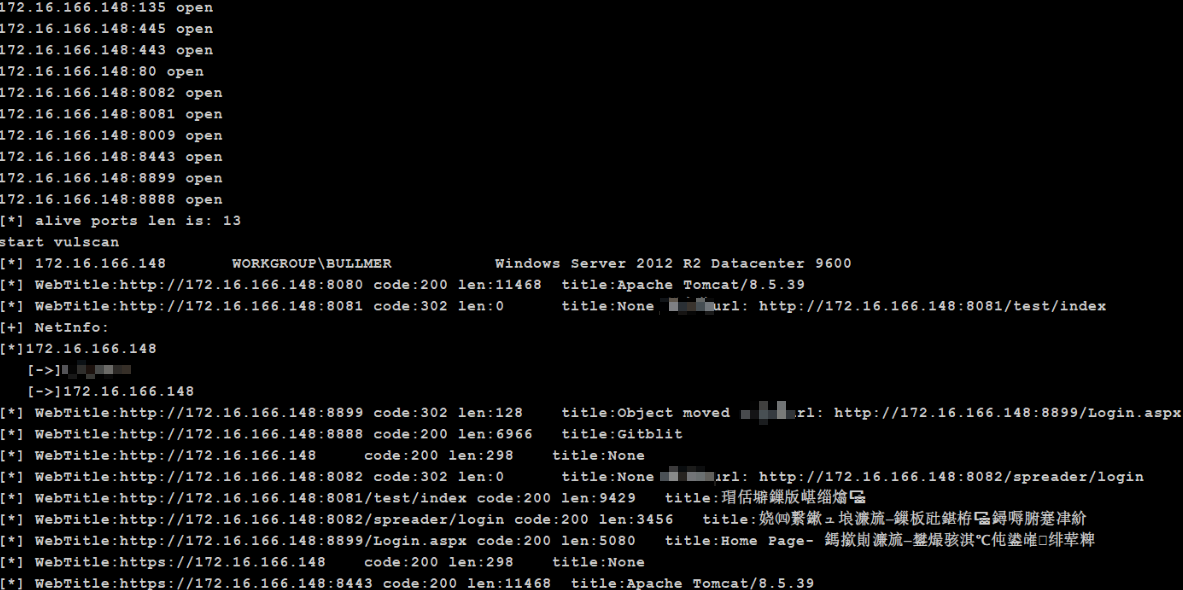 172.16.166.148:135 open
172.16.166.148:445 open
172.16.166.148:443 open
172.16.166.148:80 open
172.16.166.148:8082 open
172.16.166.148:8081 open
172.16.166.148:8009 open
172.16.166.148:8443 open
172.16.166.148:8899 open
172.16.166.148:8888 open
[*] alive ports len is: 13
start vulscan
[*] 172.16.166.148 WORKGROUP\BULLMER Windows Server 2012 R2 Datacenter 9600
[*] WebTitle:http://172.16.166.148:8080 code:200 len:11468 title:Apache Tomcat/8.5.39
[*] WebTitle:http://172.16.166.148:8081 code:302 len:0 title:None url: http://172.16.166.148:8081/test/index
[+] NetInfo:
[*]172.16.166.148
[->]
[->]172.16.166.148
[*] WebTitle:http://172.16.166.148:8899 code:302 len:128 title:Object moved rl: http://172.16.166.148:8899/Login.aspx
[*] WebTitle:http://172.16.166.148:8888 code:200 len:6966 title:Gitblit
[*] WebTitle:http://172.16.166.148 code:200 len:298 title:None
[*] WebTitle:http://172.16.166.148:8082 code:302 len:0 title:None url: http://172.16.166.148:8082/spreader/login
[*] WebTitle:http://172.16.166.148:8081/test/index code:200 len:9429 title:
[*] WebTitle:http://172.16.166.148:8082/spreader/login code:200 len:3456 title:
[*] WebTitle:http://172.16.166.148:8899/Login.aspx code:200 len:5080 title:Home Page-
[*] WebTitle:https://172.16.166.148 code:200 len:298 title:None
[*] WebTitle:https://172.16.166.148:8443 code:200 len:11468 title:Apache Tomcat/8.5.39